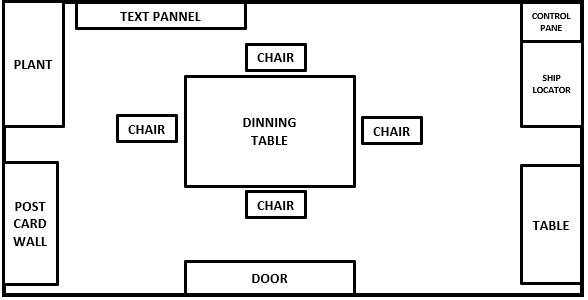 TEXT PANNEL
CONTROL
PANE
PLANT
CHAIR
SHIP
LOCATOR
CHAIR
DINNING
TABLE
CHAIR
POST
CARD
WALL
CHAIR
TABLE
DOOR